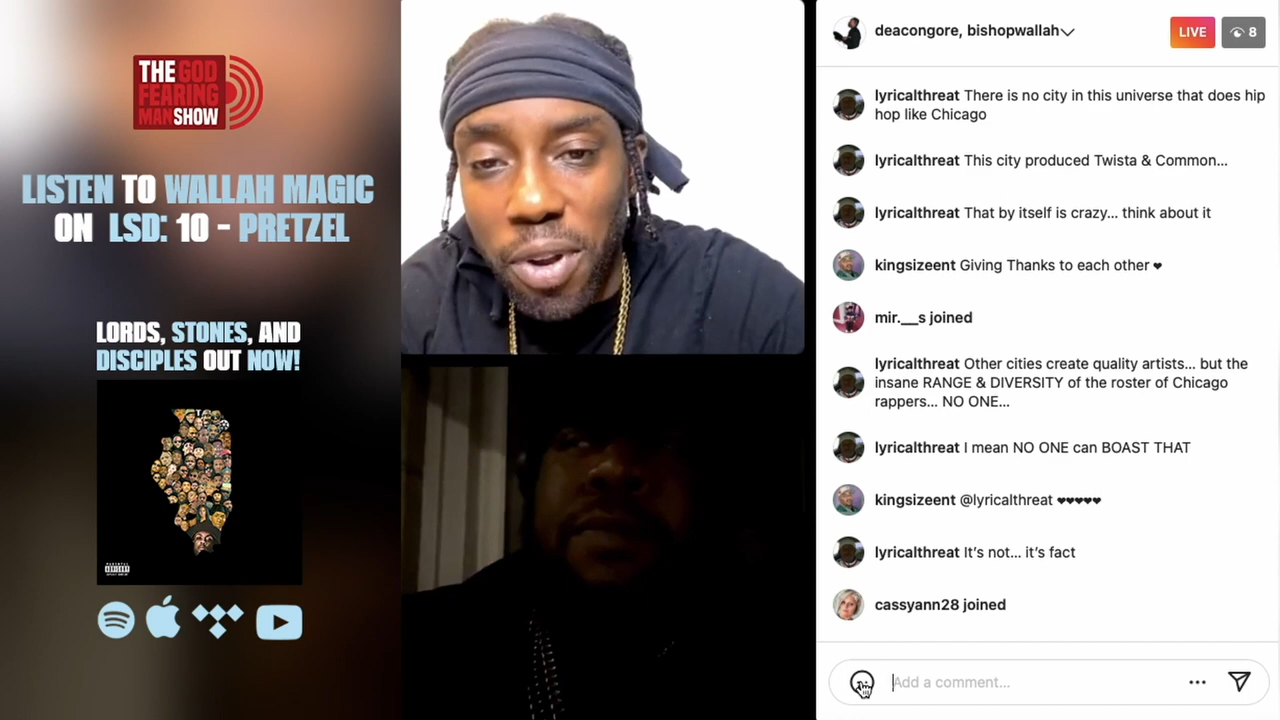 THE GOD
FEARING
MAN SHOW
LISTEN TO WALLAH MAGIC
ON LSD: 10 - PRETZEL
LORDS, STONES, AND
DISCIPLES OUT NOW!
PARENTAL
ADVISORY
deacongore, bishopwallah
LIVE
8
lyricalthreat There is no city in this universe that does hip
hop like Chicago
lyricalthreat This city produced Twista & Common...
lyricalthreat That by itself is crazy... think about it
kingsizeent Giving Thanks to each other ❤
mir.__s joined
lyricalthreat Other cities create quality artists... but the
insane RANGE & DIVERSITY of the roster of Chicago
rappers... NO ONE...
lyricalthreat I mean NO ONE can BOAST THAT
kingsizeent @lyricalthreat ❤❤❤❤❤
lyricalthreat It's not... it's fact
cassyann28 joined
Add a comment...